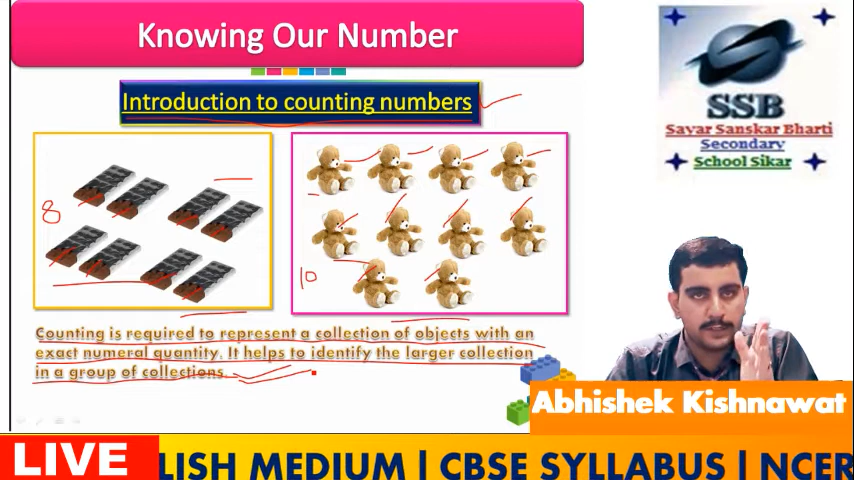 Knowing Our Number
Introduction to counting numbers
8
10
Counting is required to represent a collection of objects with an
exact numeral quantity. It helps to identify the larger collection
in a group of collections.
SSB
Sayar Sanskar Bharti
Secondary
School Sikar
Abhishek Kishnawat
LIVE
LISH MEDIUM | CBSE SYLLABUS | NCER